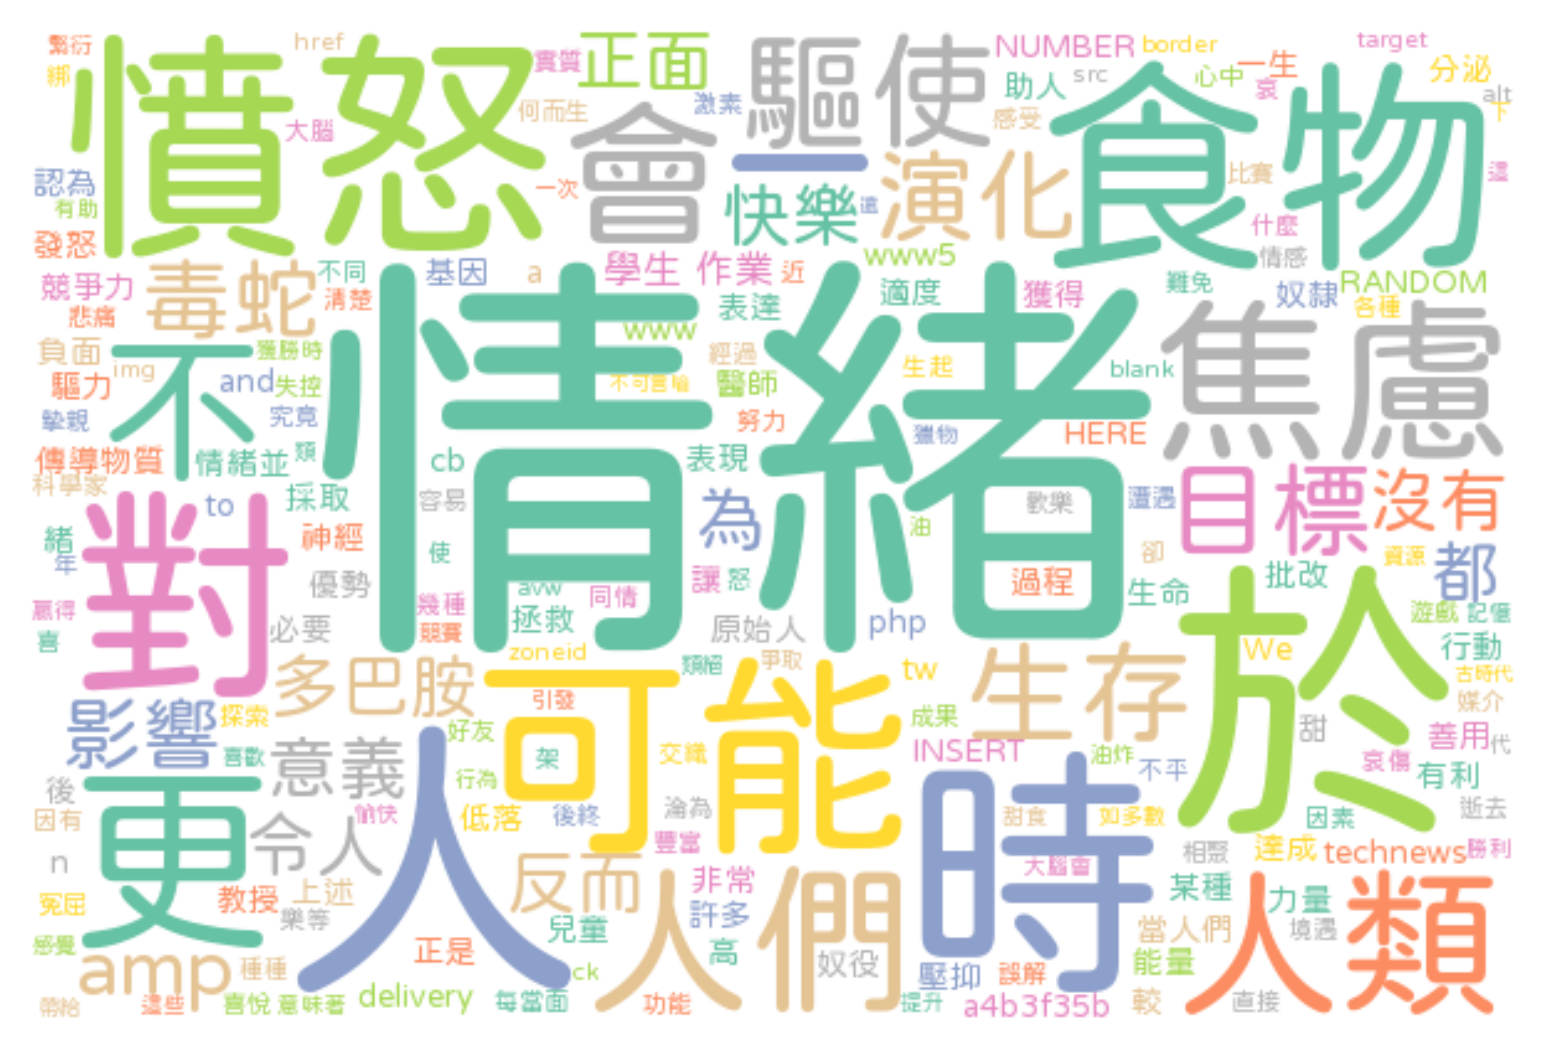 繁衍
href
實質
正面
NUMBER
border
target
綁
憤怒
驅使
助人
src
心中
一生
分泌
大腦
何而生
激素
會
感受
食物
哀
alt
下
認為
一次
一
快樂
這
演化
比賽
這
有助
什麼
發怒
毒蛇
不同
基因
a
學生
作業
近
www5
情感
競爭力
清楚
表達
適度
獲得
難免
奴隸
RANDOM
悲痛
情緒
www
各種
負面
不
獲勝時
img
經過
焦慮
驅力
and
失控
不可言喻
醫師
生起
blank
摯親
究竟
努力
獵物
HERE
傳導物質
情緒並
類
cb
表現
目標
沒有
科學家
採取
容易
為
歡樂
遭遇
對
to
油
緒
神經
使
卻
資源
都
年
優勢
avw
讓
怒
過程
生命
批改
於
贏得
幾種
同情
遊戲
記憶
喜
必要
競賽
拯救
原始人
php
We
行動
多巴胺
zoneid
類絕
爭取
tw
生存
古時代
影響
探索
可能
引發
成果
媒介
喜歡
意義
好友
架
交織
INSERT
油炸
甜
善用
代
後
行為
不平
哀傷
有利
更
愉快
人
低落
後終
淪為
時
甜食
如多數
因素
逝去
因有
令人
豐富
n
反而
大腦會
相聚
達成
technews
勝利
冤屈
教授
上述
人們
非常
某種
力量
人類
樂等
兒童
許多
當人們
境遇
感覺
正是
高
奴役
能量
amp
種種
ck
壓抑
誤解
帶給
這些
喜悅
意味著
delivery
每當面
功能
提升
a4b3f35b
較
直接